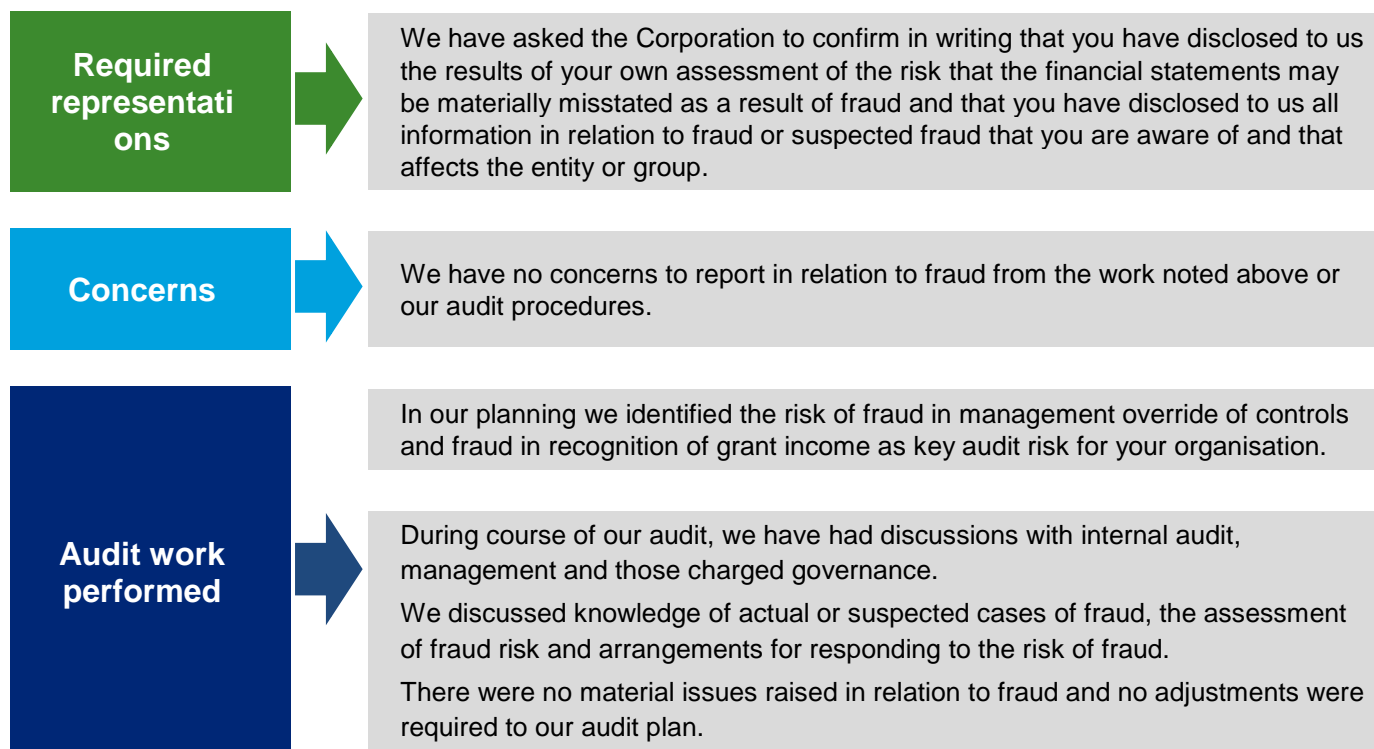 Required
representati
ons
We have asked the Corporation to confirm in writing that you have disclosed to us
the results of your own assessment of the risk that the financial statements may
be materially misstated as a result of fraud and that you have disclosed to us all
information in relation to fraud or suspected fraud that you are aware of and that
affects the entity or group.
Concerns
We have no concerns to report in relation to fraud from the work noted above or
our audit procedures.
Audit work
performed
In our planning we identified the risk of fraud in management override of controls
and fraud in recognition of grant income as key audit risk for your organisation.
During course of our audit, we have had discussions with internal audit,
management and those charged governance.
We discussed knowledge of actual or suspected cases of fraud, the assessment
of fraud risk and arrangements for responding to the risk of fraud.
There were no material issues raised in relation to fraud and no adjustments were
required to our audit plan.